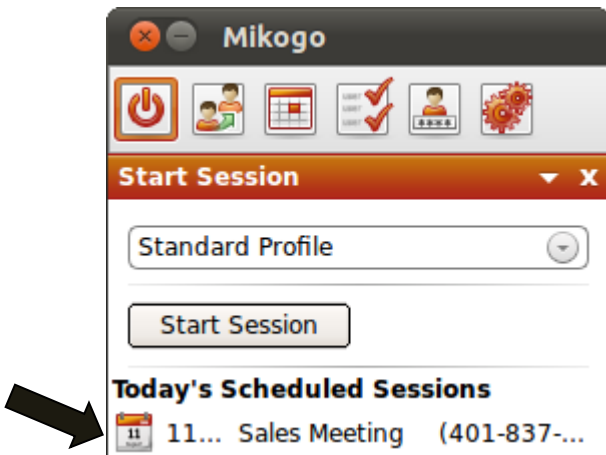 Mikogo
Start Session
x
Standard Profile
Start Session
Today's Scheduled Sessions
11 11... Sales Meeting (401-837-...